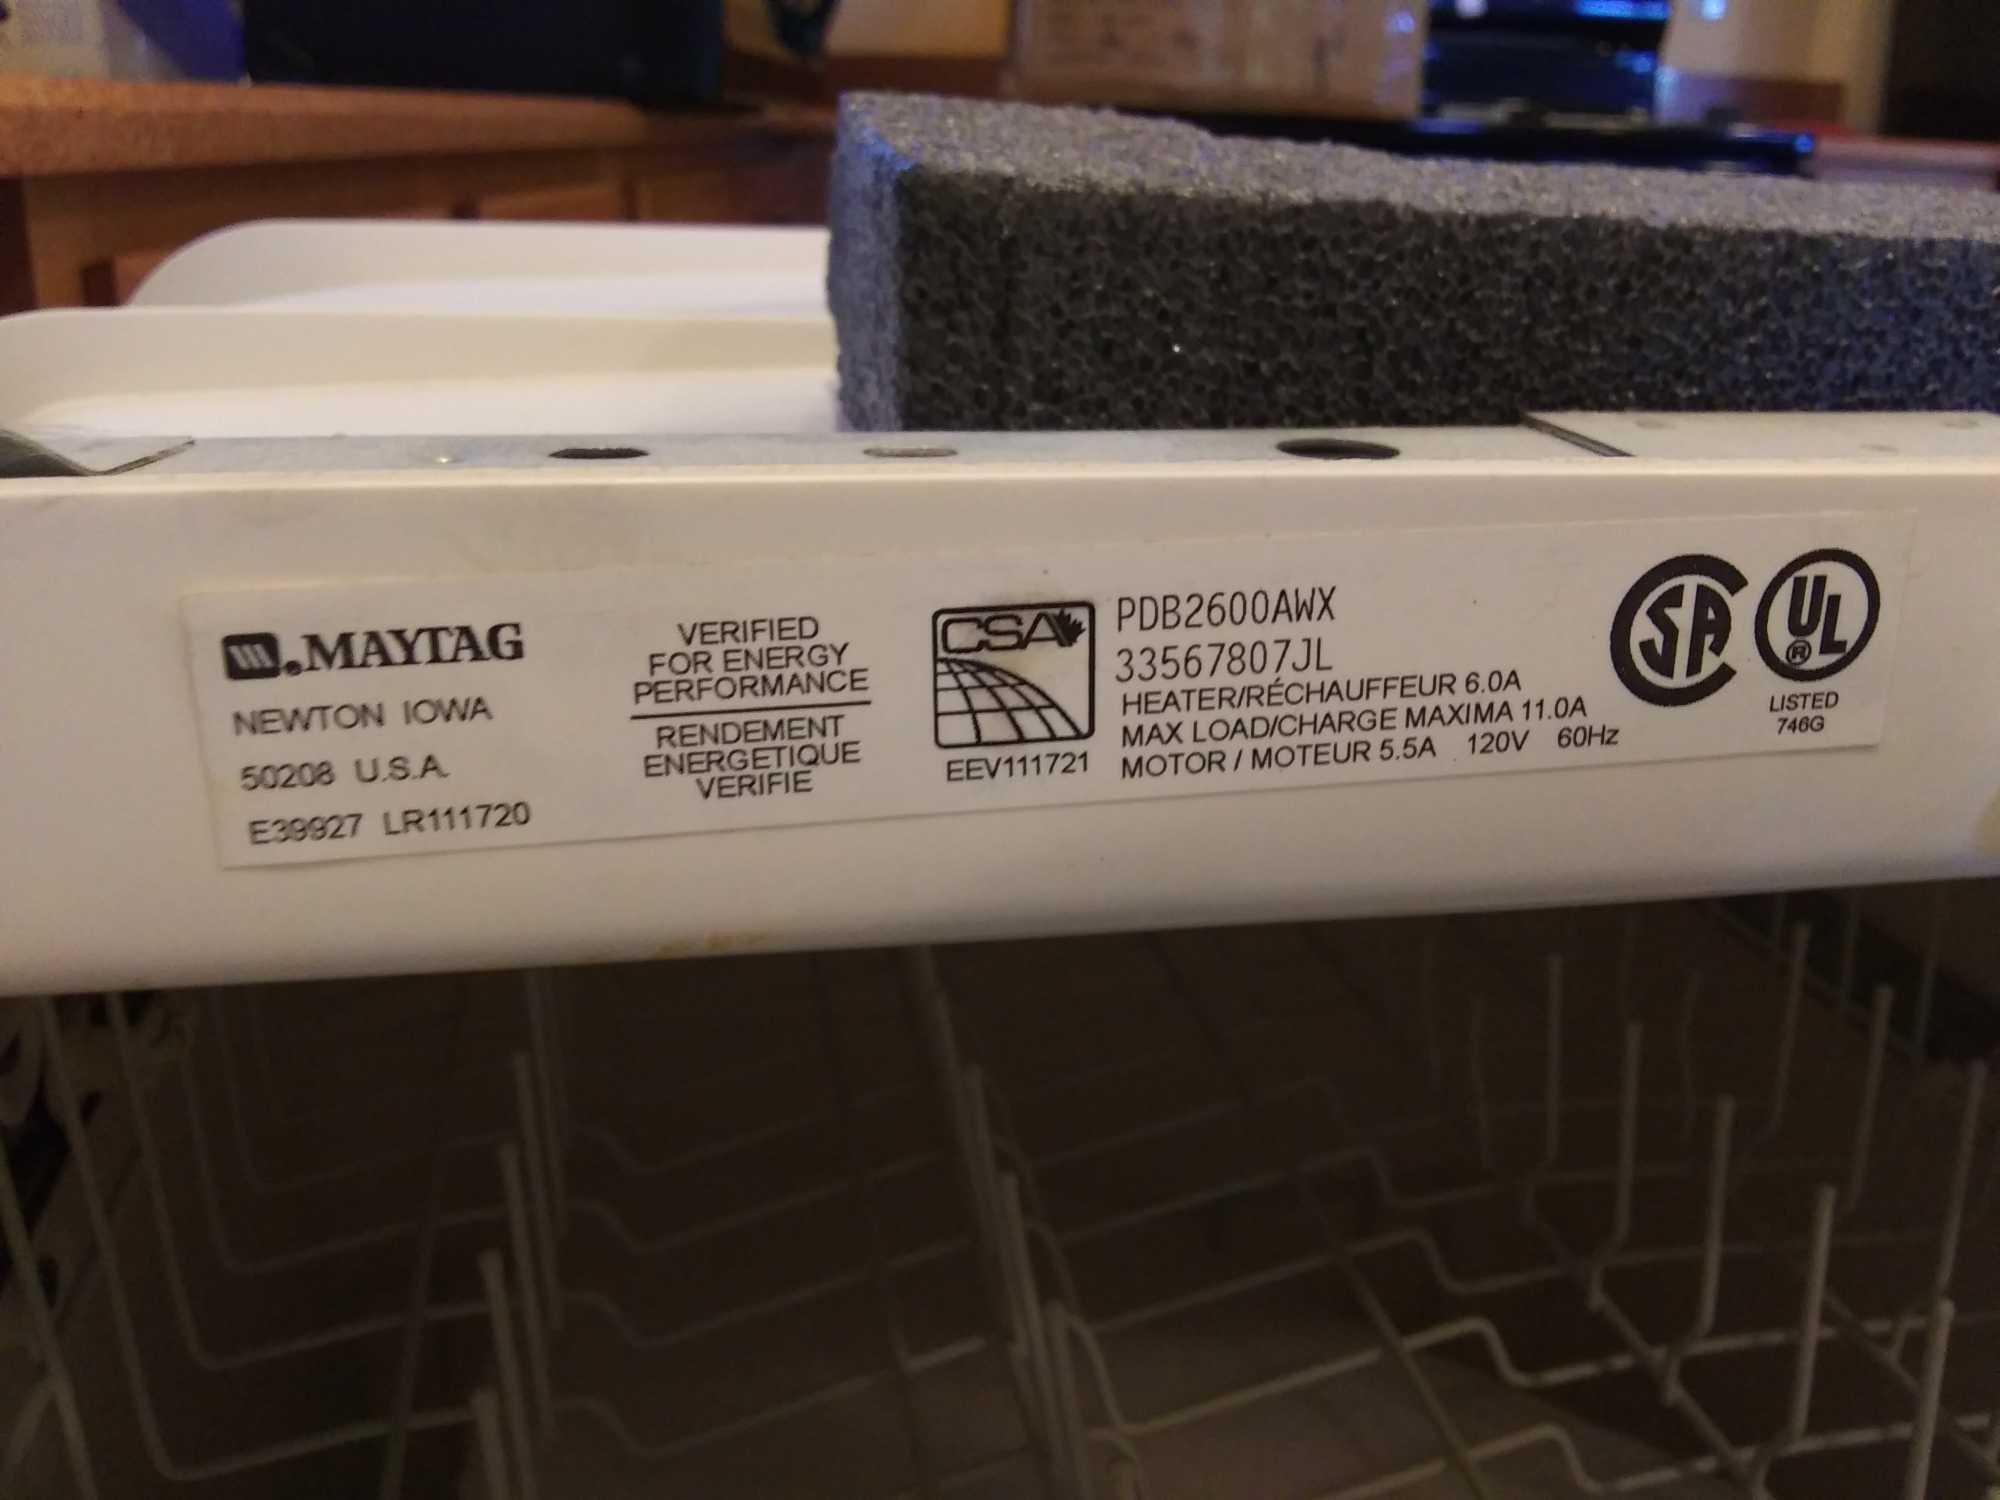 MAYTAG
NEWTON IOWA
50208 U.S.A.
E39927 LR111720
VERIFIED
FOR ENERGY
PERFORMANCE
RENDEMENT
ENERGETIQUE
VERIFIE
CSA
EEV111721
PDB2600AWX
33567807JL
HEATER/RÉCHAUFFEUR 6.0A
MAX LOAD/CHARGE MAXIMA 11.0A
MOTOR / MOTEUR 5.5A 120V 60Hz
SA
UL
®
LISTED
746G